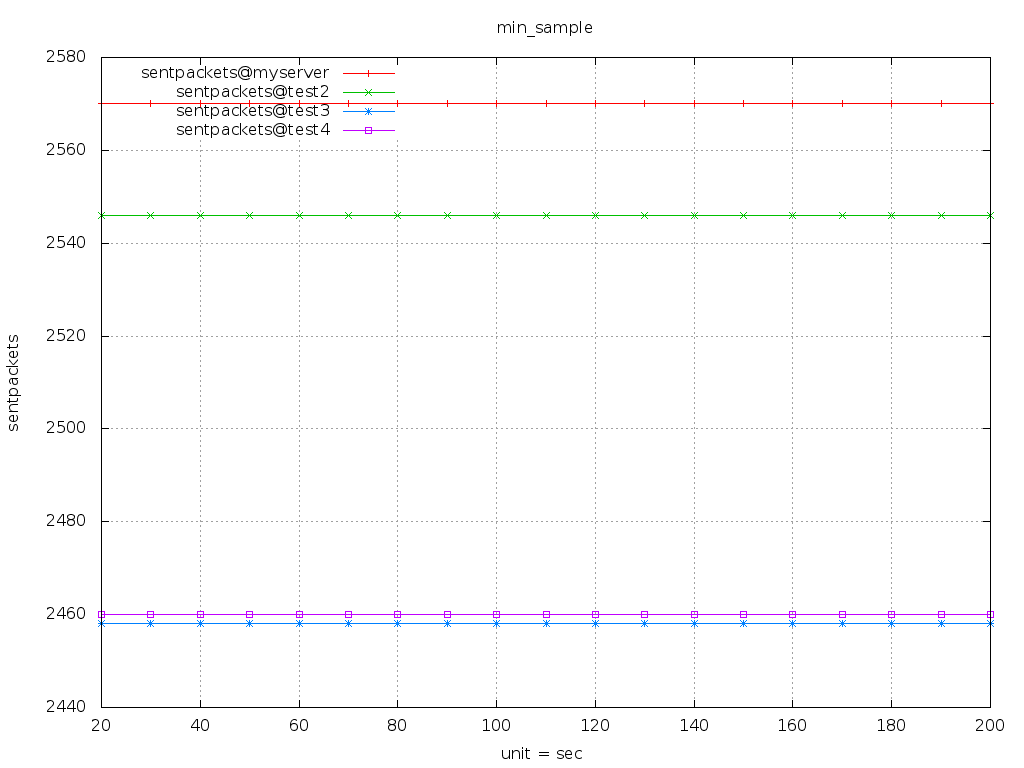 min_sample
2580
sentpackets@myserver
sentpackets@test2
sentpackets@test3
sentpackets@test4
2560
2540
2520
2500
2480
2460
2440
sentpackets
20 40 60 80 100 120 140 160 180 200
unit = sec